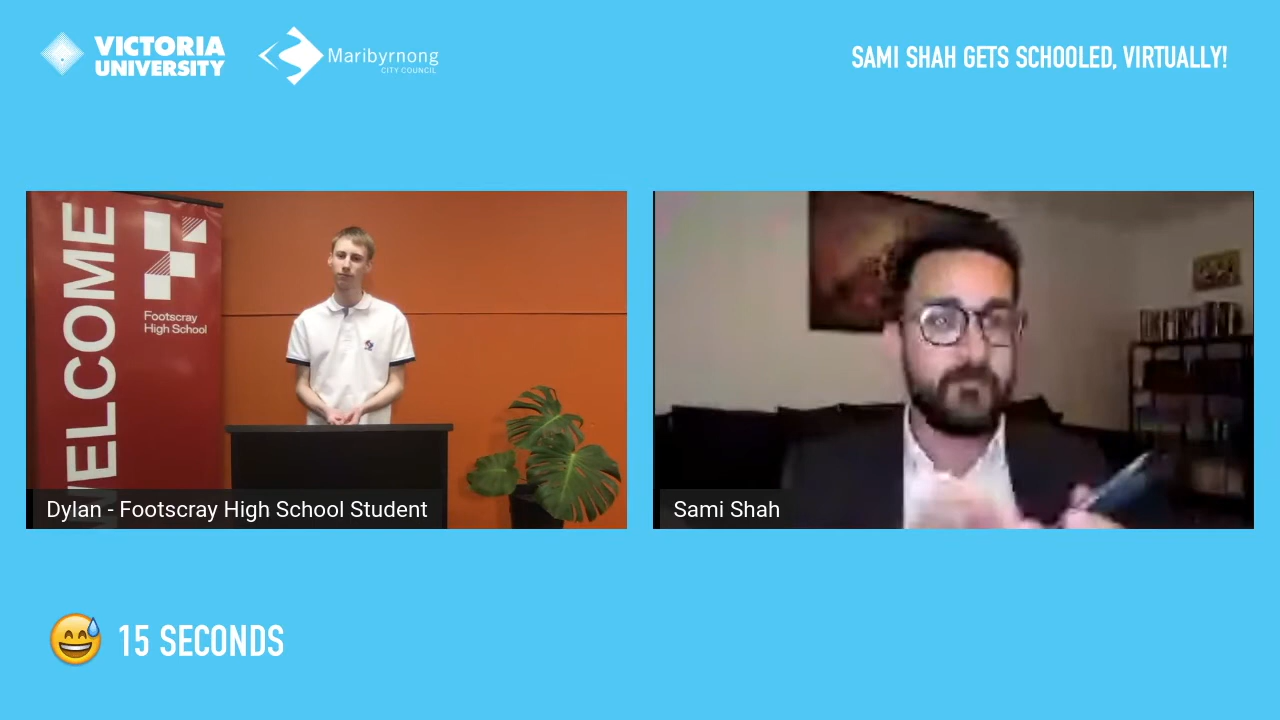 VICTORIA
UNIVERSITY
Maribyrnong
CITY COUNCIL
SAMI SHAH GETS SCHOOLED, VIRTUALLY!
WELCOME
Footscray
High School
Dylan - Footscray High School Student
Sami Shah
15 SECONDS